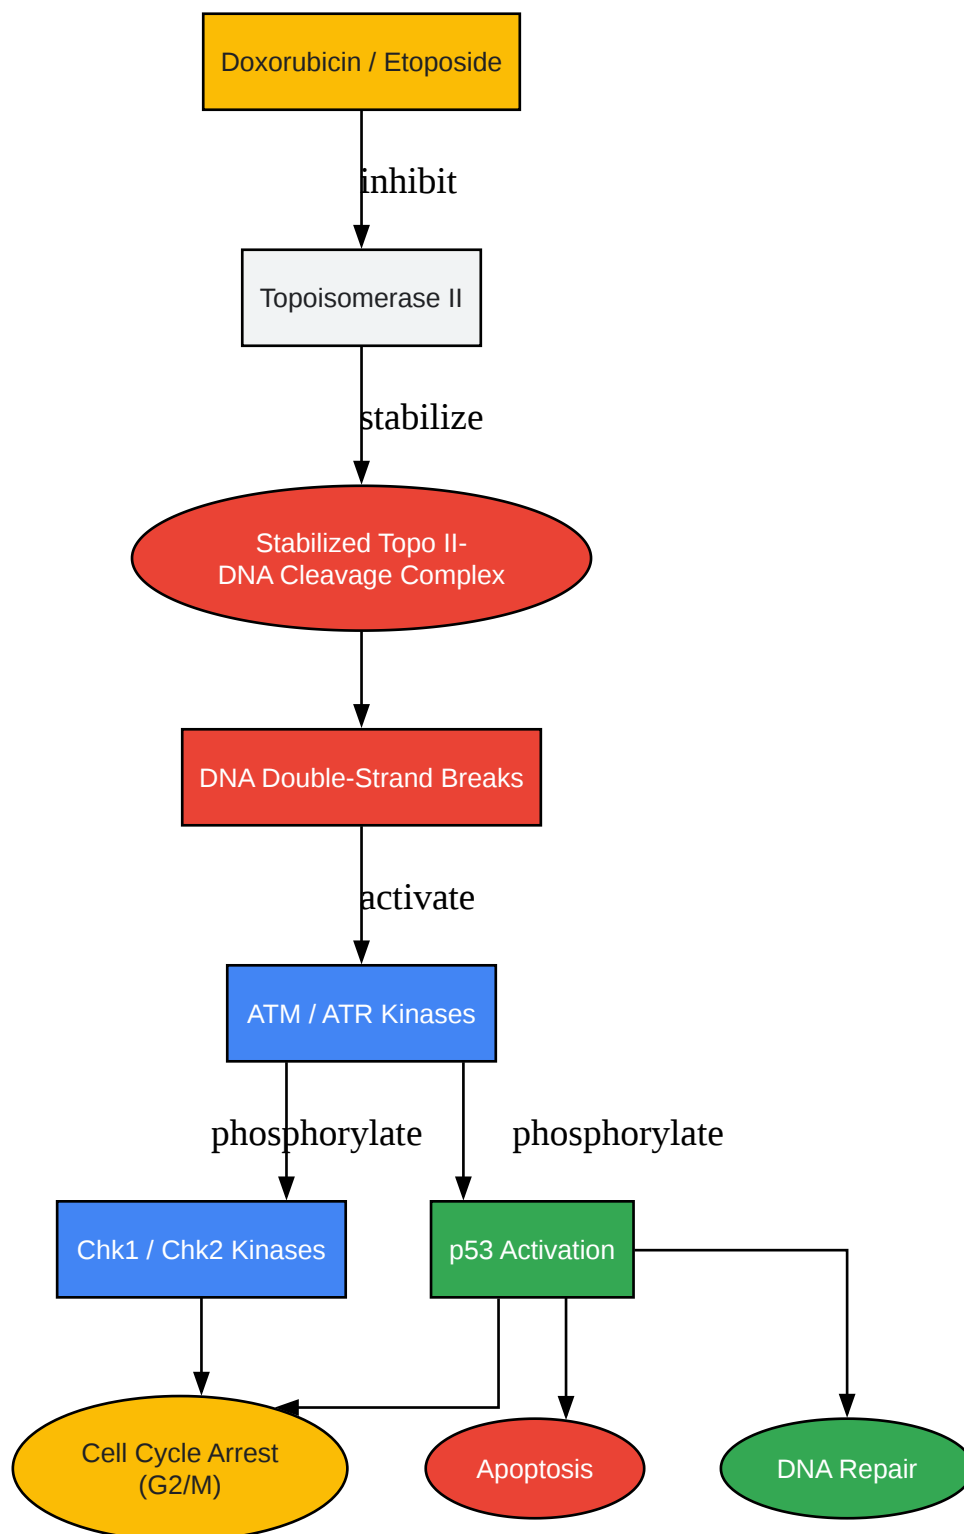 Doxorubicin / Etoposide
inhibit
Topoisomerase II
stabilize
Stabilized Topo II-
DNA Cleavage Complex
DNA Double-Strand Breaks
activate
ATM / ATR Kinases
phosphorylate
phosphorylate
Chk1 / Chk2 Kinases
p53 Activation
Cell Cycle Arrest
(G2/M)
Apoptosis
DNA Repair